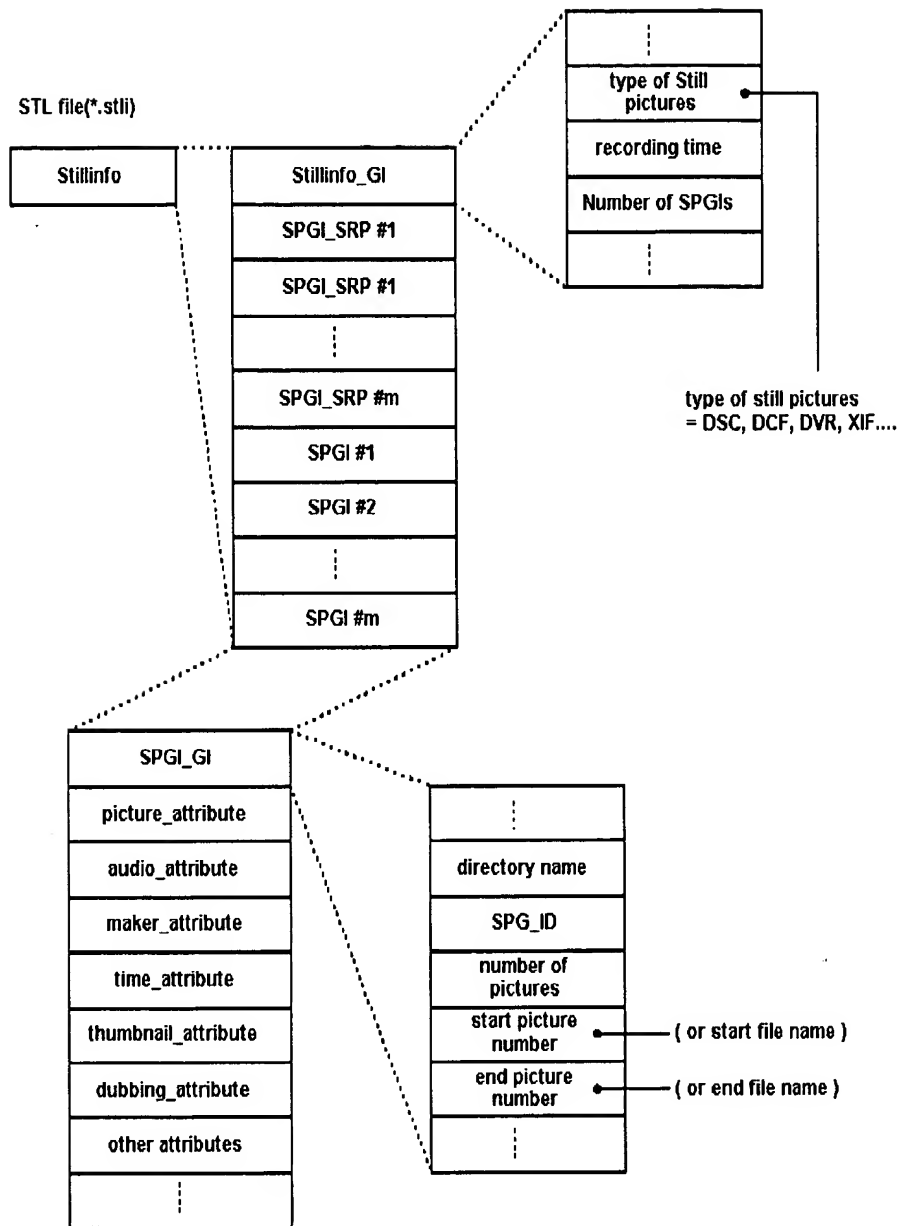 STL file(*.stli)
Stillinfo
Stillinfo_GI
SPGI_SRP #1
SPGI_SRP #1
SPGI_SRP #m
SPGI #1
SPGI #2
SPGI #m
type of Still
pictures
recording time
Number of SPGIs
type of still pictures
= DSC, DCF, DVR, XIF....
SPGI_GI
picture_attribute
audio_attribute
maker_attribute
time_attribute
thumbnail_attribute
dubbing_attribute
other attributes
directory name
SPG_ID
number of
pictures
start picture
number
( or start file name )
end picture
number
( or end file name )